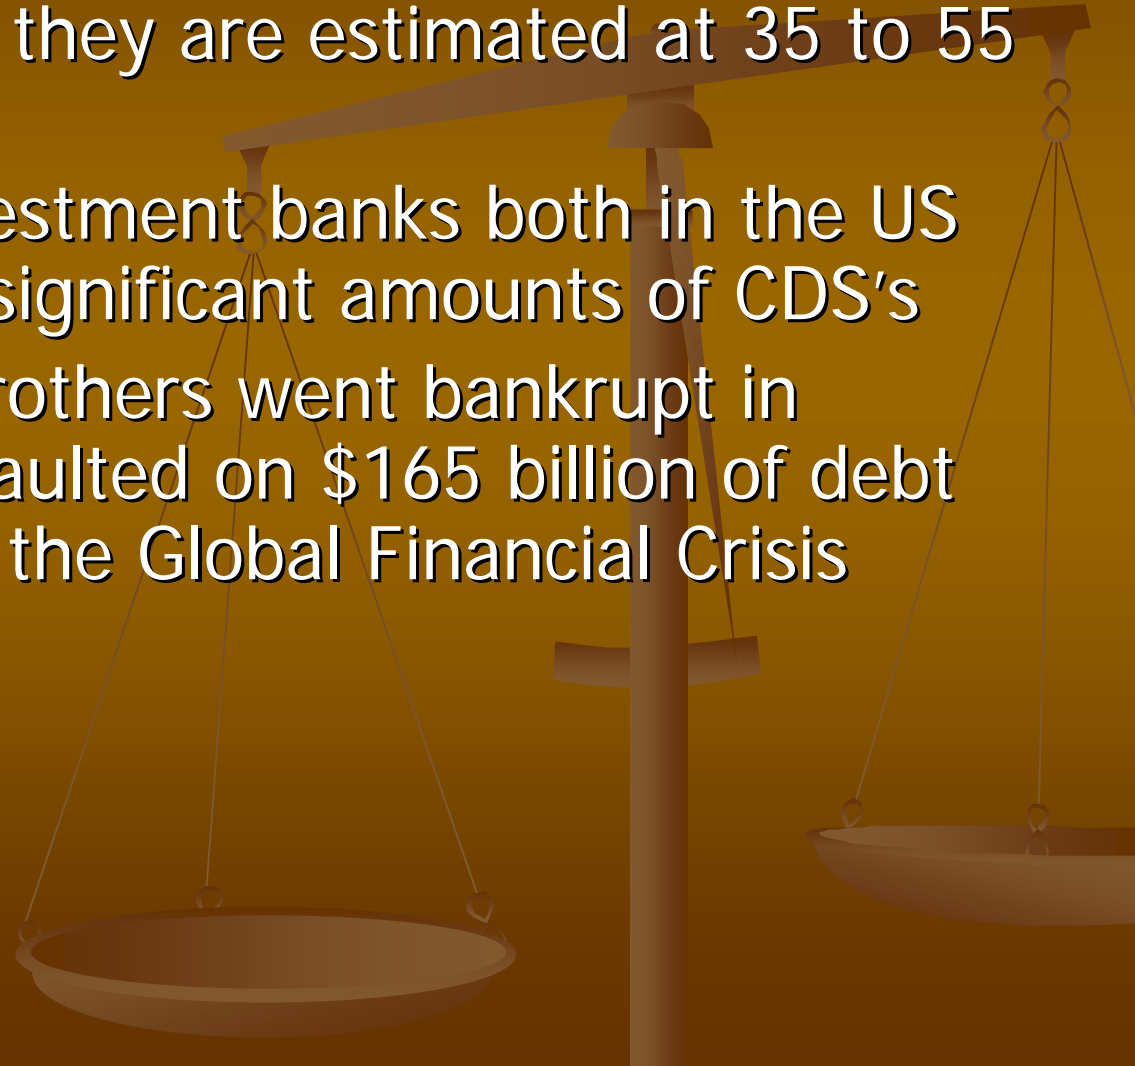 they are estimated at 35 to 55
estment banks both in the US
significant amounts of CDS's
rothers went bankrupt in
aulted on $165 billion of debt
the Global Financial Crisis